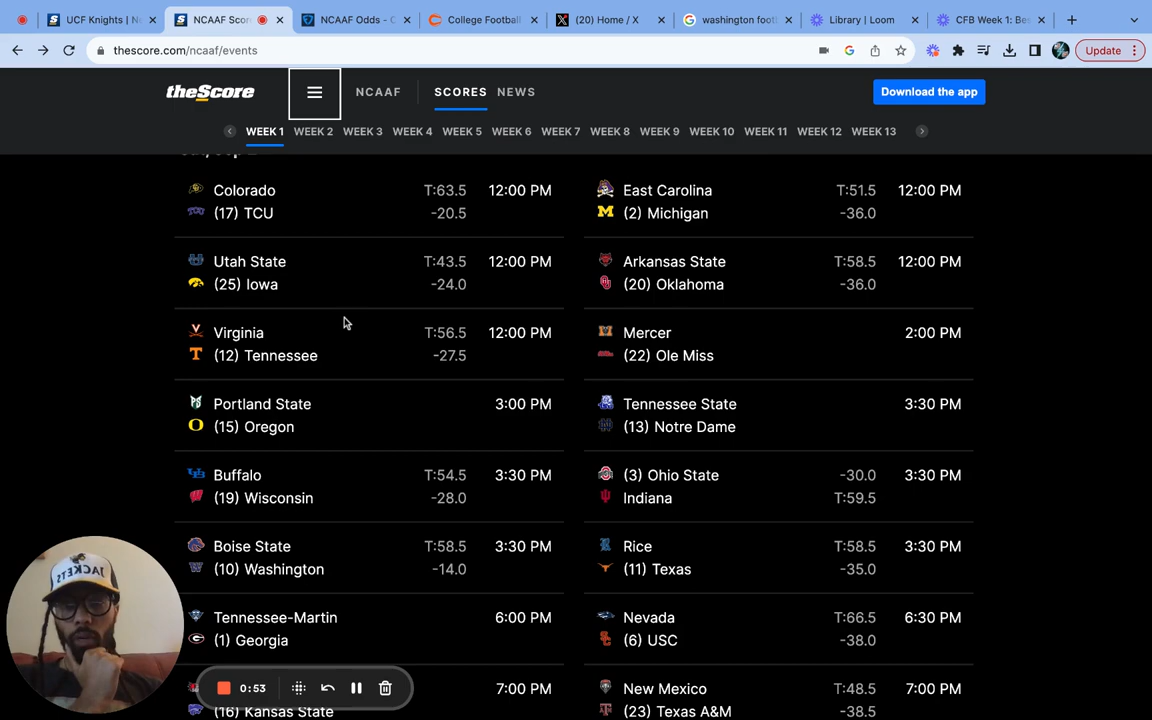 UCF Knights | N
NCAAF Scor
NCAAF Odds - C
College Football
(20) Home / X
washington foot
Library | Loom
CFB Week 1: Bes
thescore.com/ncaaf/events
Update
theScore
NCAAF
SCORES
NEWS
Download the app
WEEK 1 WEEK 2 WEEK 3 WEEK 4 WEEK 5 WEEK 6 WEEK 7 WEEK 8 WEEK 9 WEEK 10 WEEK 11 WEEK 12 WEEK 13
Colorado T:63.5 12:00 PM
(17) TCU -20.5
East Carolina T:51.5 12:00 PM
(2) Michigan -36.0
Utah State T:43.5 12:00 PM
(25) Iowa -24.0
Arkansas State T:58.5 12:00 PM
(20) Oklahoma -36.0
Virginia T:56.5 12:00 PM
(12) Tennessee -27.5
Mercer 2:00 PM
(22) Ole Miss
Portland State 3:00 PM
(15) Oregon
Tennessee State 3:30 PM
(13) Notre Dame
Buffalo T:54.5 3:30 PM
(19) Wisconsin -28.0
(3) Ohio State -30.0 3:30 PM
Indiana T:59.5
Boise State T:58.5 3:30 PM
(10) Washington -14.0
Rice T:58.5 3:30 PM
(11) Texas -35.0
Tennessee-Martin 6:00 PM
(1) Georgia
Nevada T:66.5 6:30 PM
(6) USC -38.0
7:00 PM
(16) Kansas State
New Mexico T:48.5 7:00 PM
(23) Texas A&M -38.5
JACKETS
0:53